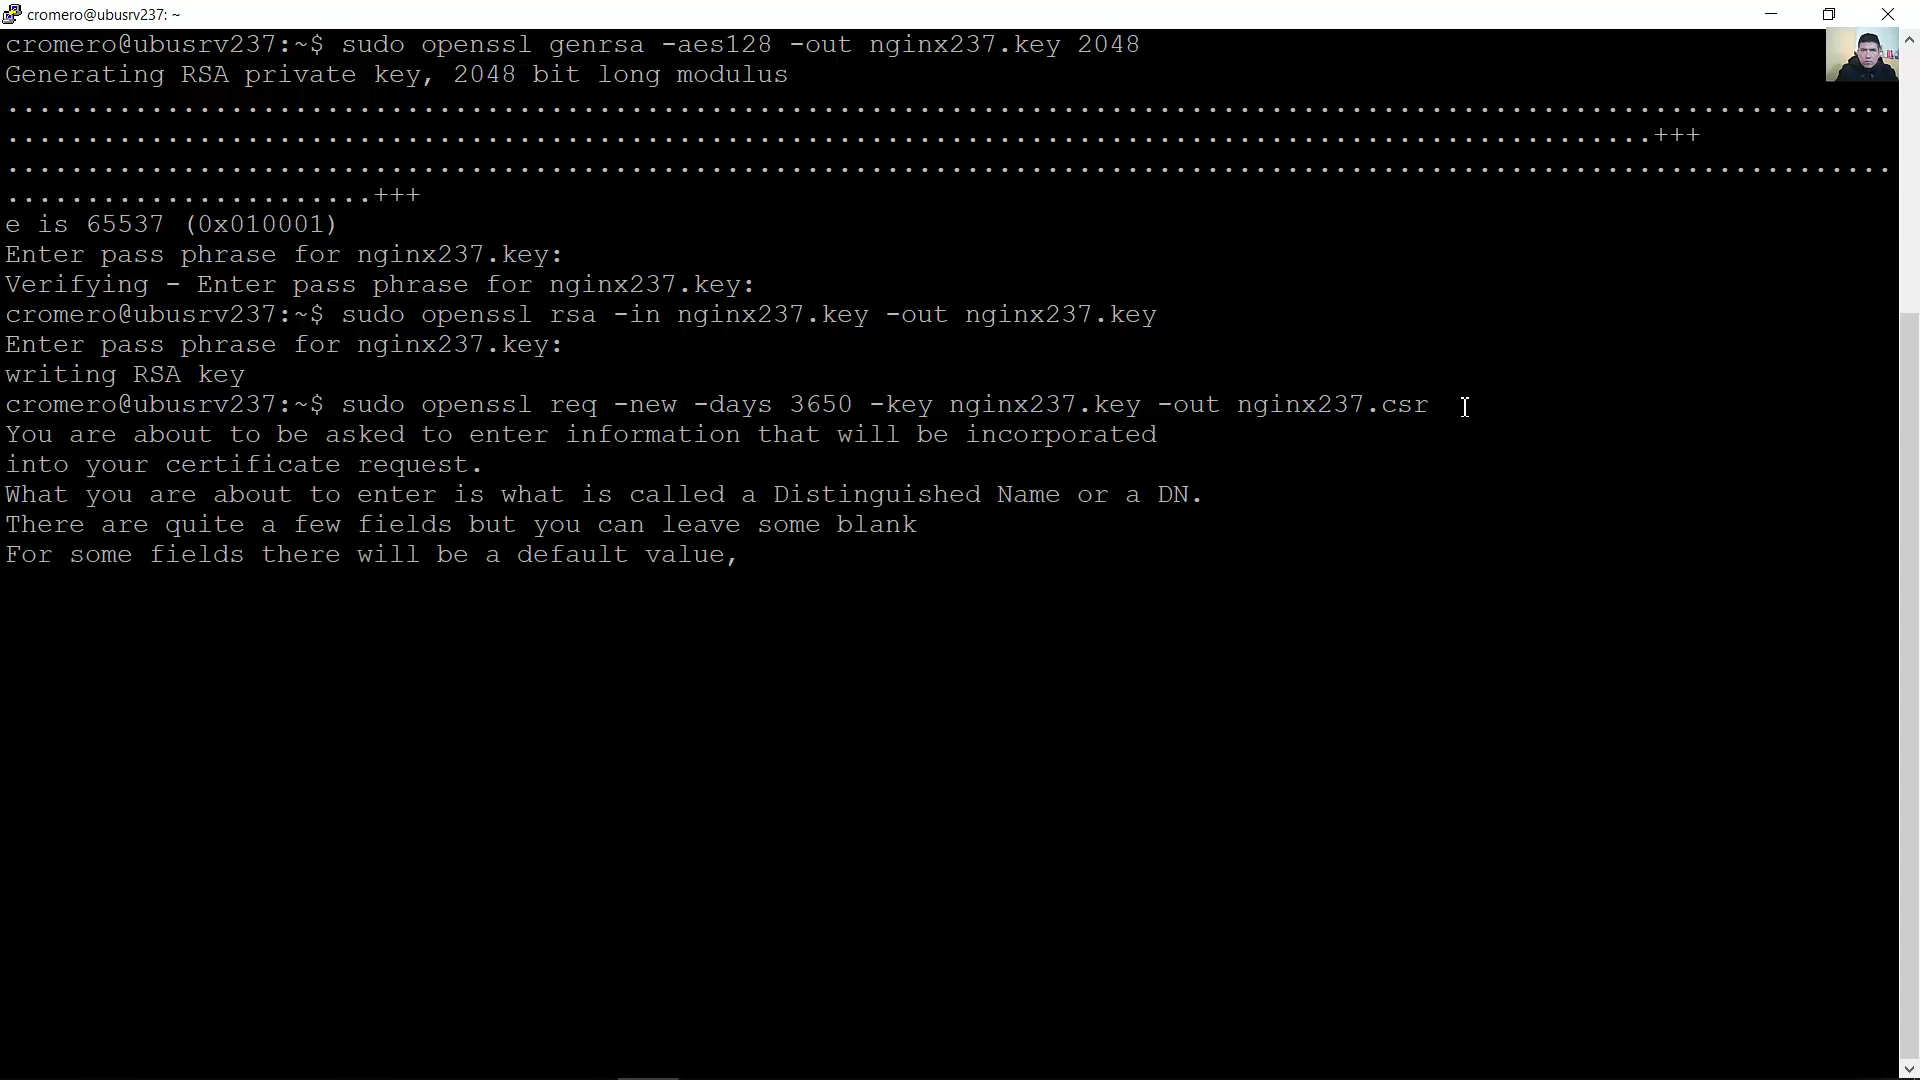 cromero@ubusrv237: ~
cromero@ubusrv237:~$ sudo openssl genrsa -aes128 -out nginx237.key 2048
Generating RSA private key, 2048 bit long modulus
......................................................................................................................
.......................................................................................................+++
......................................................................................................................
.......................+++
e is 65537 (0x010001)
Enter pass phrase for nginx237.key:
Verifying - Enter pass phrase for nginx237.key:
cromero@ubusrv237:~$ sudo openssl rsa -in nginx237.key -out nginx237.key
Enter pass phrase for nginx237.key:
writing RSA key
cromero@ubusrv237:~$ sudo openssl req -new -days 3650 -key nginx237.key -out nginx237.csr
You are about to be asked to enter information that will be incorporated
into your certificate request.
What you are about to enter is what is called a Distinguished Name or a DN.
There are quite a few fields but you can leave some blank
For some fields there will be a default value,